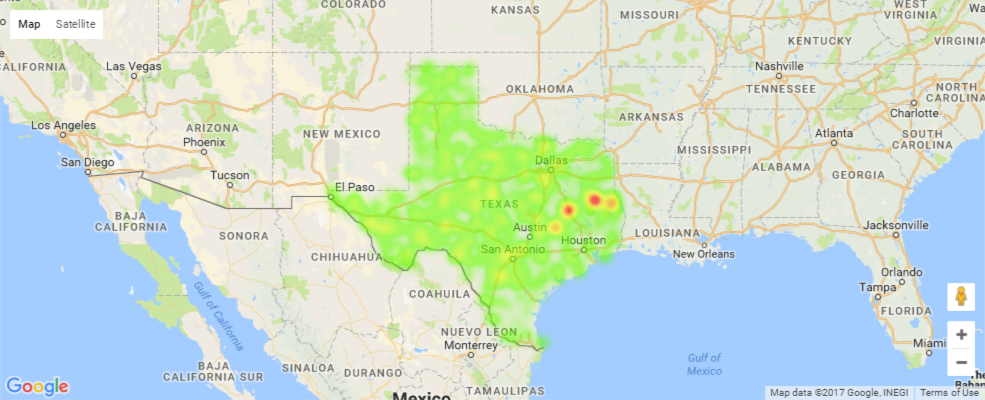 COLORADO
KANSAS
MISSOURI
WEST
VIRGINIA
Wa
Map Satellite
KENTUCKY
VIRGINIA
CALIFORNIA
Las Vegas
Nashville
TENNESSEE
NORTH
CAROLINA
OKLAHOMA
Charlotte
Los Angeles
ARIZONA
NEW MEXICO
ARKANSAS
Phoenix
Atlanta
SOUTH
CAROLINA
San Diego
MISSISSIPPI
Dallas
ALABAMA
GEORGIA
Tucson
El Paso
TEXAS
BAJA
CALIFORNIA
SONORA
Austin
Houston
LOUISIANA
Jacksonville
CHIHUAHUA
San Antonio
New Orleans
Gulf of California
COAHUILA
Orlando
Tampa
FLORIDA
NUEVO LEON
Monterrey
Miami
Gulf of
Mexico
BAJA
CALIFORNIA SUR
SINALOA
DURANGO
The
Bahan
Google
Mexico
TAMAULIPAS
Map data ©2017 Google, INEGI
Terms of Use